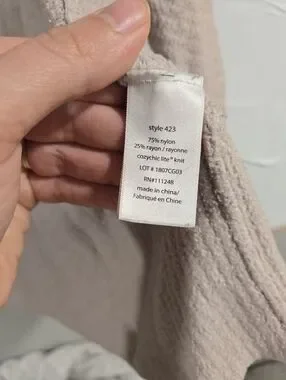 style 423
75% nylon
25% rayon / rayonne
cozychic lite® knit
LOT # 1807CG03
RN#111248
made in china/
Fabriqué en Chine